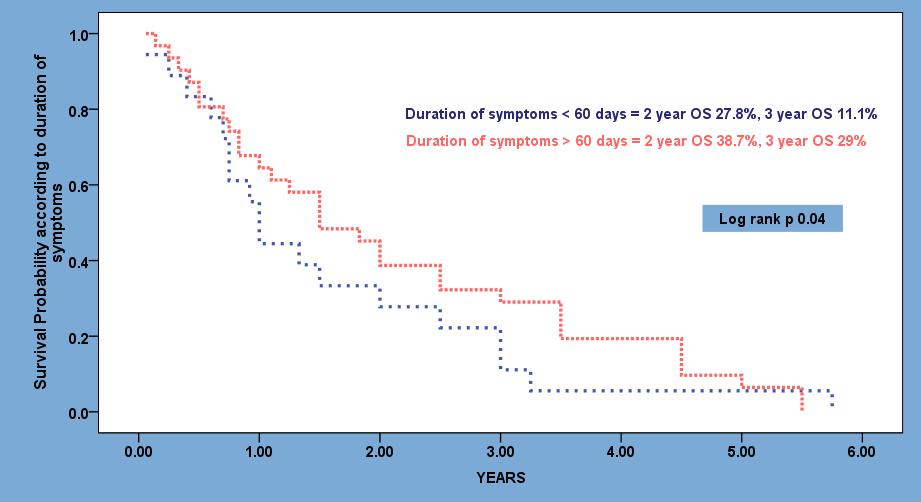 Survival Probability according to duration of
symptoms
1.0
0.8
0.6
0.4
0.2
0.0
Duration of symptoms < 60 days = 2 year OS 27.8%, 3 year OS 11.1%
Duration of symptoms > 60 days = 2 year OS 38.7%, 3 year OS 29%
Log rank p 0.04
0.00 1.00 2.00 3.00 4.00 5.00 6.00
YEARS